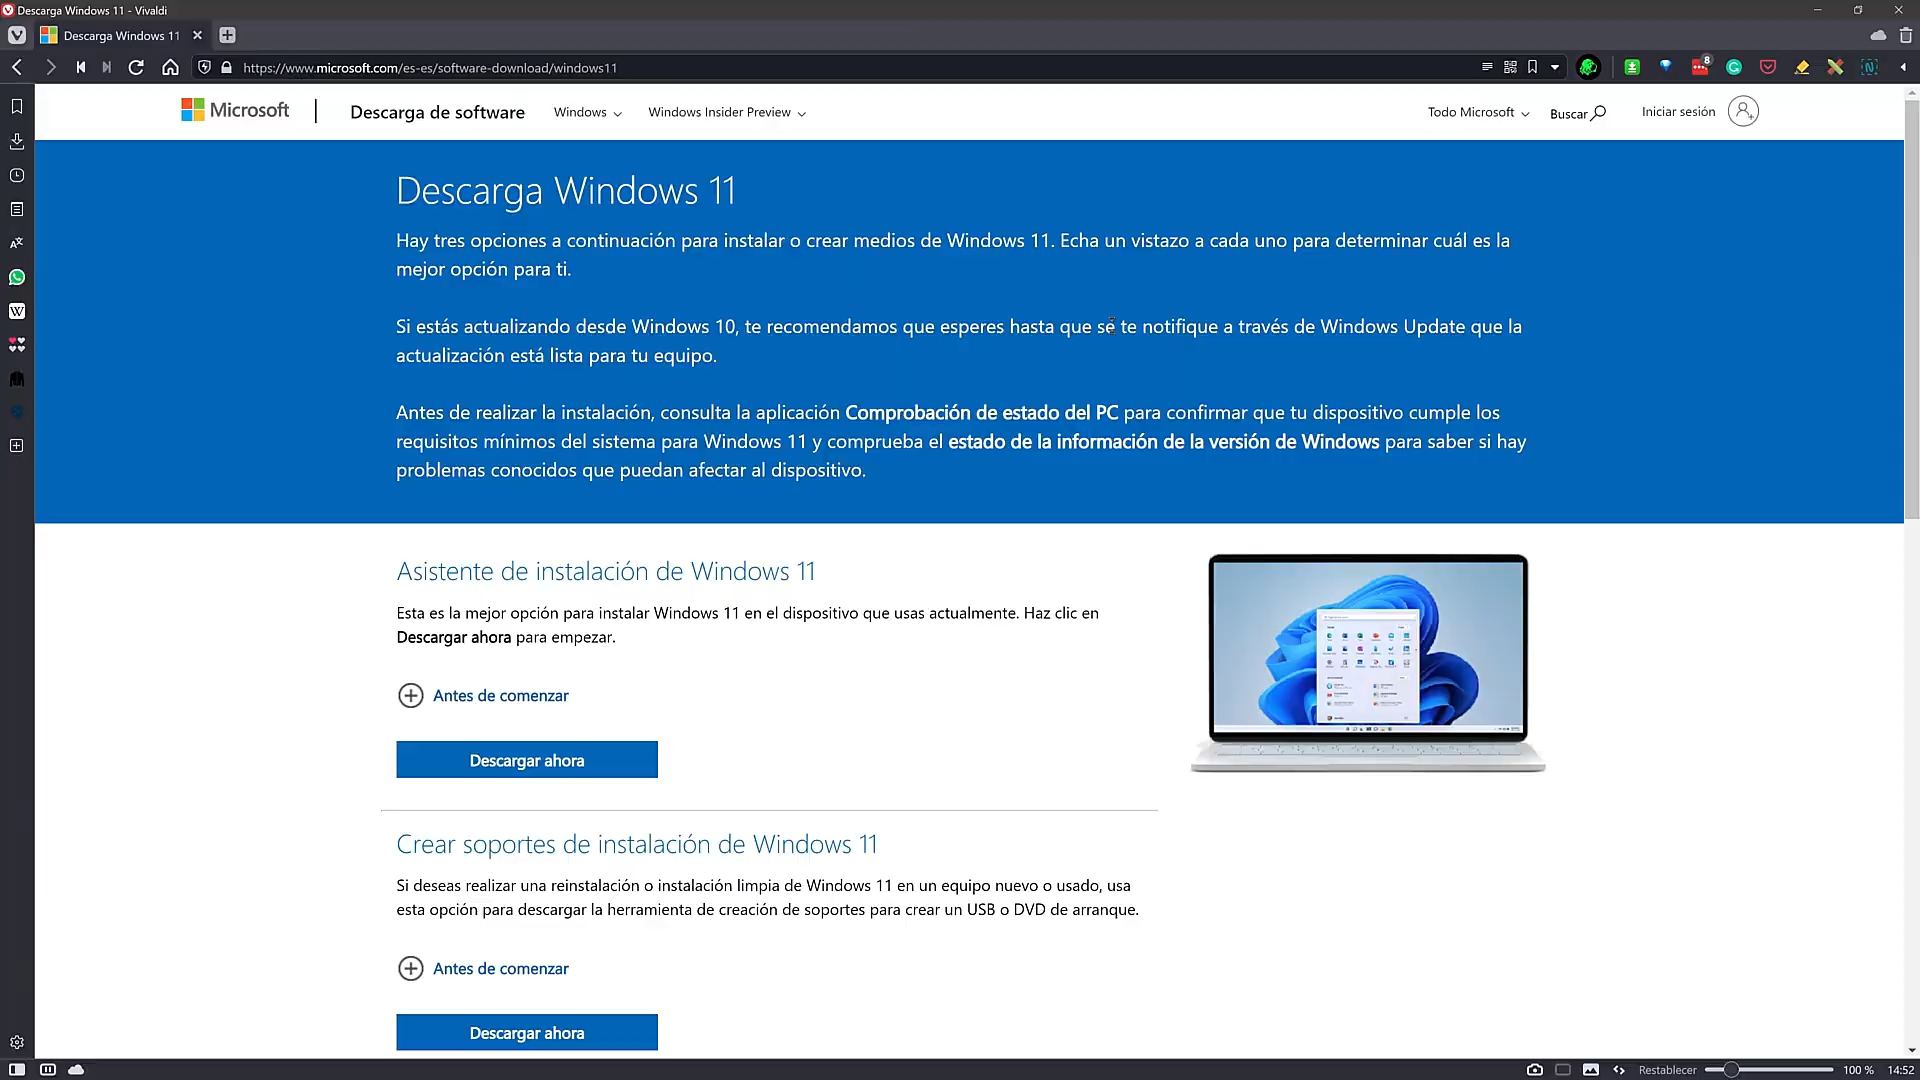 Descarga Windows 11 - Vivaldi
Descarga Windows 11
https://www.microsoft.com/es-es/software-download/windows11
8
Microsoft
Descarga de software
Windows
Windows Insider Preview
Todo Microsoft
Buscar
Iniciar sesión
Descarga Windows 11
Hay tres opciones a continuación para instalar o crear medios de Windows 11. Echa un vistazo a cada uno para determinar cuál es la
mejor opción para ti.
Si estás actualizando desde Windows 10, te recomendamos que esperes hasta que se te notifique a través de Windows Update que la
actualización está lista para tu equipo.
Antes de realizar la instalación, consulta la aplicación Comprobación de estado del PC para confirmar que tu dispositivo cumple los
requisitos mínimos del sistema para Windows 11 y comprueba el estado de la información de la versión de Windows para saber si hay
problemas conocidos que puedan afectar al dispositivo.
Asistente de instalación de Windows 11
Esta es la mejor opción para instalar Windows 11 en el dispositivo que usas actualmente. Haz clic en
Descargar ahora para empezar.
Antes de comenzar
Descargar ahora
Crear soportes de instalación de Windows 11
Si deseas realizar una reinstalación o instalación limpia de Windows 11 en un equipo nuevo o usado, usa
esta opción para descargar la herramienta de creación de soportes para crear un USB o DVD de arranque.
Antes de comenzar
Descargar ahora
Restablecer
100 %
14:52